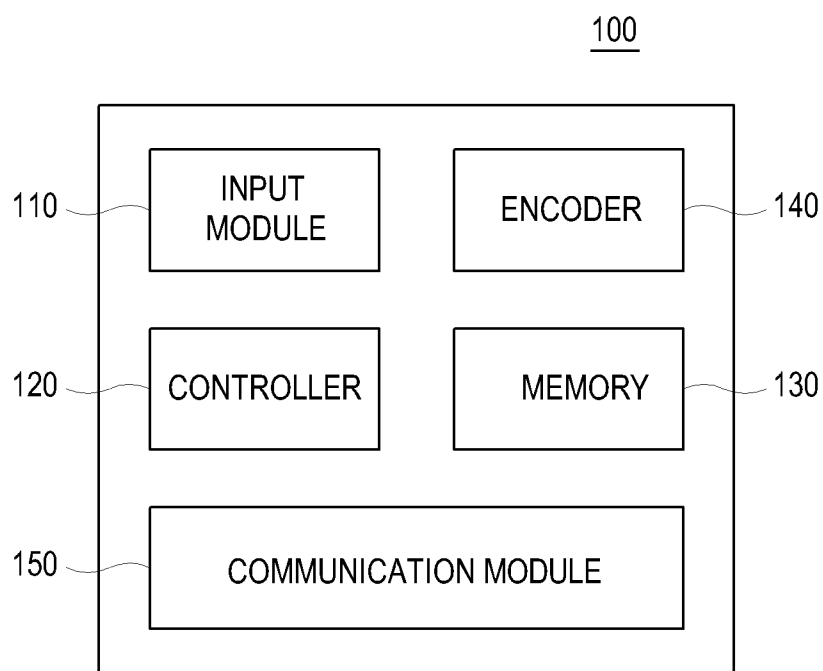 100
110
INPUT
MODULE
ENCODER
140
120
CONTROLLER
MEMORY
130
150
COMMUNICATION MODULE